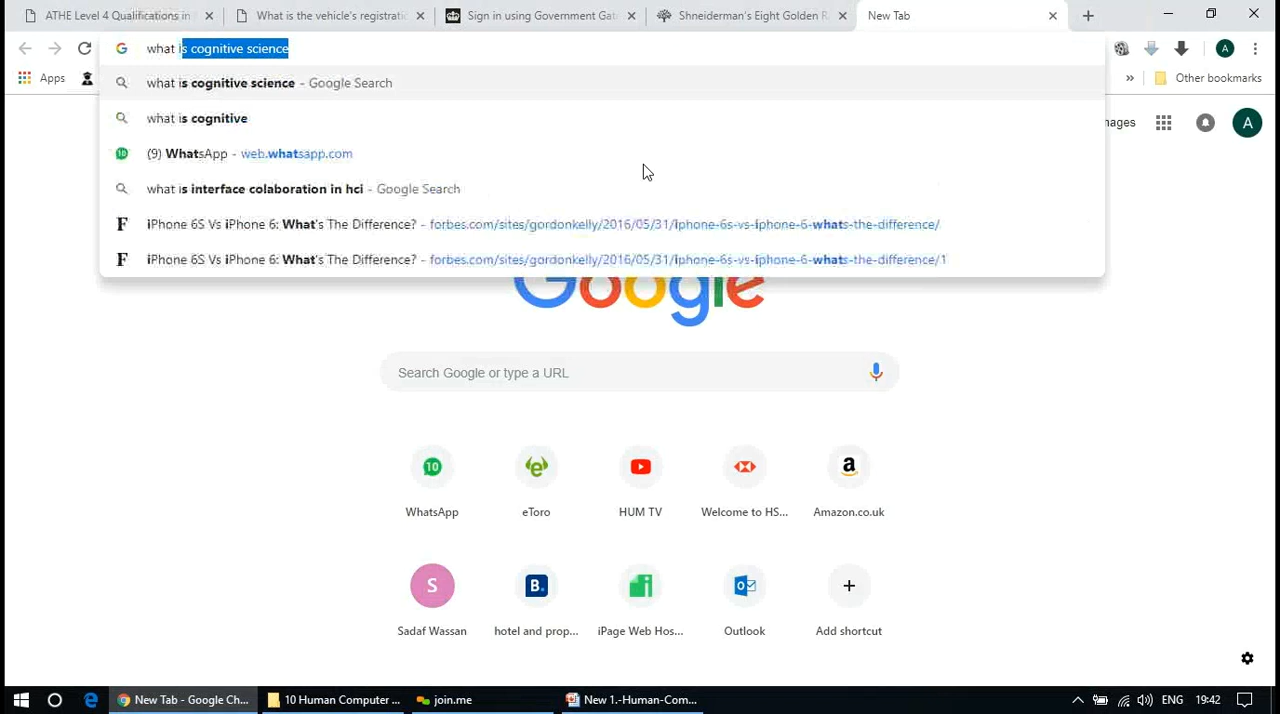 ATHE Level 4 Qualifications in
What is the vehicle's registratic
Sign in using Government Gate
Shneiderman's Eight Golden R
New Tab
what is cognitive science
A
Apps
Other bookmarks
what is cognitive science - Google Search
what is cognitive
(9) WhatsApp - web.whatsapp.com
what is interface colaboration in hci - Google Search
iPhone 6S Vs iPhone 6: What's The Difference? - forbes.com/sites/gordonkelly/2016/05/31/iphone-6s-vs-iphone-6-whats-the-difference/
iPhone 6S Vs iPhone 6: What's The Difference? - forbes.com/sites/gordonkelly/2016/05/31/iphone-6s-vs-iphone-6-whats-the-difference/1
mages
A
Google
Search Google or type a URL
10
WhatsApp
eToro
HUM TV
Welcome to HS...
Amazon.co.uk
S
B.
Sadaf Wassan
hotel and prop...
iPage Web Hos...
Outlook
Add shortcut
New Tab - Google Ch...
10 Human Computer ...
join.me
New 1.-Human-Com...
ENG
19:42